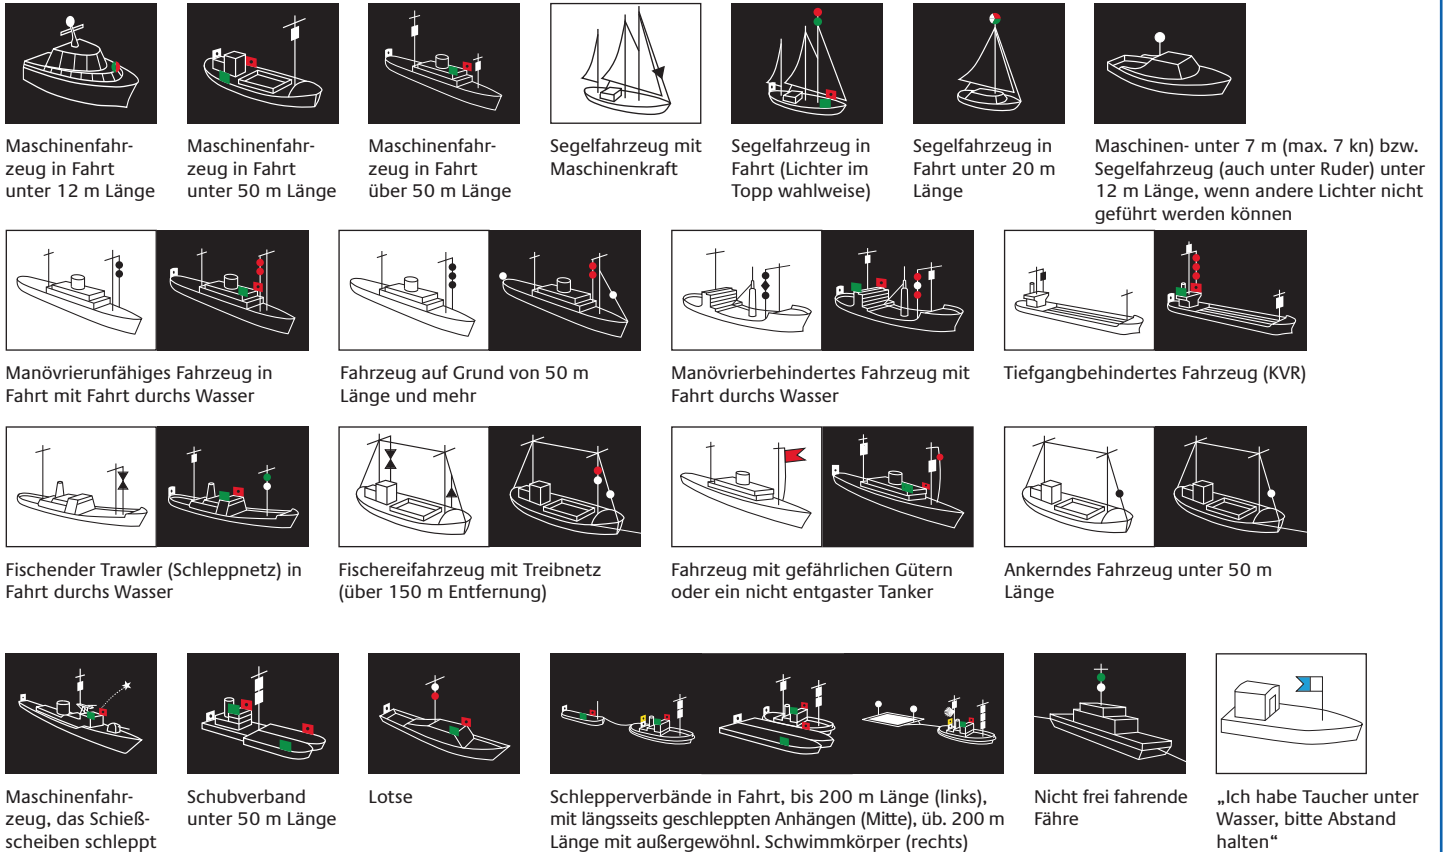 Maschinenfahr-
zeug in Fahrt
unter 12 m Länge
Maschinenfahr-
zeug in Fahrt
unter 50 m Länge
Maschinenfahr-
zeug in Fahrt
über 50 m Länge
Segelfahrzeug mit
Maschinenkraft
Segelfahrzeug in
Fahrt (Lichter im
Topp wahlweise)
Segelfahrzeug in
Fahrt unter 20 m
Länge
Maschinen- unter 7 m (max. 7 kn) bzw.
Segelfahrzeug (auch unter Ruder) unter
12 m Länge, wenn andere Lichter nicht
geführt werden können
Manövrierunfähiges Fahrzeug in
Fahrt mit Fahrt durchs Wasser
Fahrzeug auf Grund von 50 m
Länge und mehr
Manövrierbehindertes Fahrzeug mit
Fahrt durchs Wasser
Tiefgangbehindertes Fahrzeug (KVR)
Fischender Trawler (Schleppnetz) in
Fahrt durchs Wasser
Fischereifahrzeug mit Treibnetz
(über 150 m Entfernung)
Fahrzeug mit gefährlichen Gütern
oder ein nicht entgaster Tanker
Ankerndes Fahrzeug unter 50 m
Länge
Maschinenfahr-
zeug, das Schieß-
scheiben schleppt
Schubverband
unter 50 m Länge
Lotse
Schlepperverbände in Fahrt, bis 200 m Länge (links),
mit längsseits geschleppten Anhängen (Mitte), üb. 200 m
Länge mit außergewöhnl. Schwimmkörper (rechts)
Nicht frei fahrende
Fähre
„Ich habe Taucher unter
Wasser, bitte Abstand
halten“